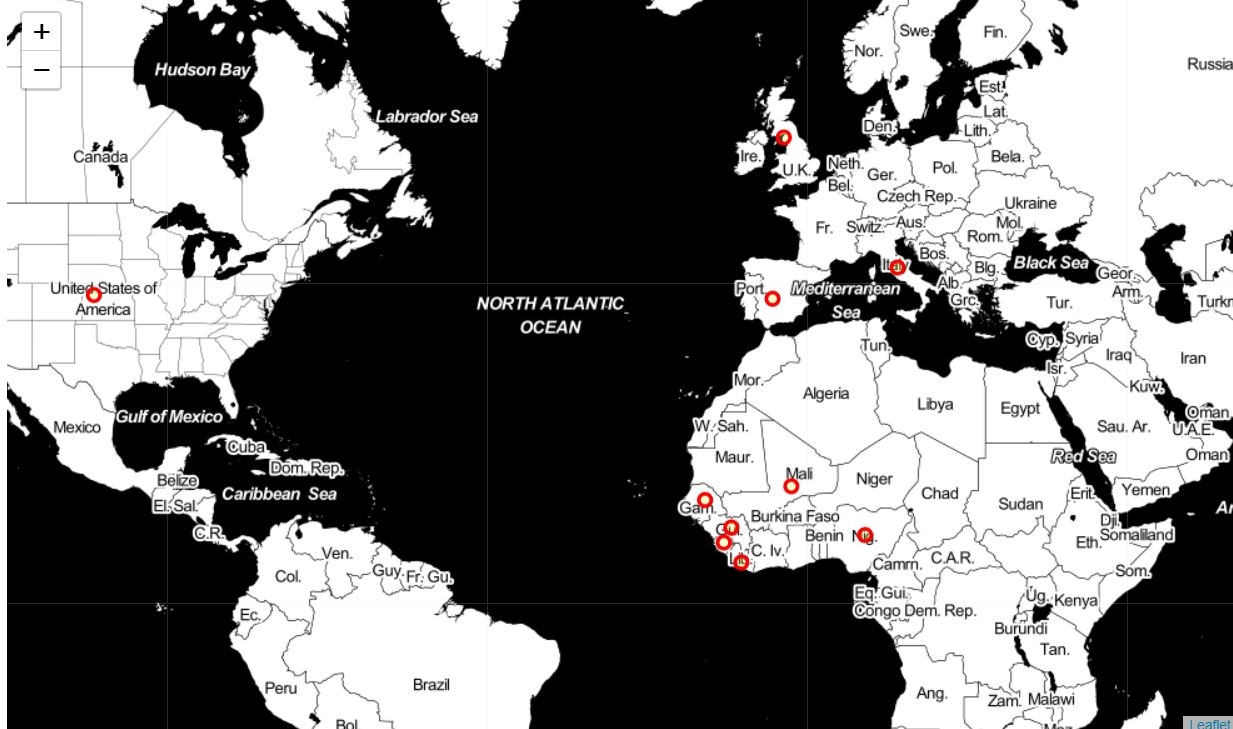 +
−
Hudson Bay
Labrador Sea
Canada
Swe.
Fin.
Nor.
Russia
Est.
Lat.
Den.
Lith.
Ire.
U.K.
Neth.
Bel.
Ger.
Pol.
Bela.
Czech Rep.
Ukraine
Fr.
Switz.
Aus.
Mol.
Rom.
Bos.
Italy
Blg.
Black Sea
Geor.
Alb.
Arm.
Port.
Mediterranean
Sea
Grc.
Tur.
Turkm
United States of
America
NORTH ATLANTIC
OCEAN
Tun.
Cyp.
Syria
Iraq
Iran
Isr.
Kuw.
Mor.
Algeria
Libya
Egypt
Mexico
Gulf of Mexico
Sau. Ar.
Oman
U.A.E.
W. Sah.
Cuba
Dom. Rep.
Maur.
Red Sea
Oman
Belize
Caribbean Sea
Mali
Niger
Chad
Sudan
Erit.
Yemen
El. Sal.
Gam.
Burkina Faso
Ar
C.R.
Benin
Nig.
Dji.
Somaliland
Eth.
C. Iv.
Lib.
Camrn.
C.A.R.
Som.
Ven.
Col.
Guy.
Fr. Gu.
Eq. Gui.
Congo
Dem. Rep.
Ug.
Kenya
Ec.
Burundi
Tan.
Peru
Brazil
Ang.
Zam.
Malawi
Bol.
Moz.
Leaflet